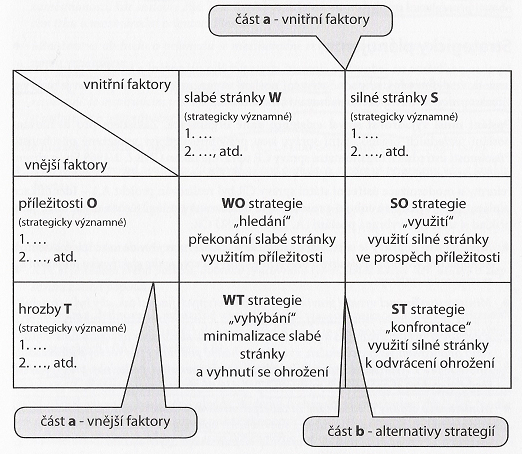 část a - vnitřní faktory
vnitřní faktory
vnější faktory
slabé stránky W
(strategicky významné)
1. …
2. …, atd.
silné stránky S
(strategicky významné)
1. …
2. …, atd.
příležitosti O
(strategicky významné)
1. …
2. …, atd.
WO strategie
„hledání“
překonání slabé stránky
využitím příležitosti
SO strategie
„využití“
využití silné stránky
ve prospěch příležitosti
hrozby T
(strategicky významné)
1. …
2. …, atd.
WT strategie
„vyhýbání“
minimalizace slabé
stránky
a vyhnutí se ohrožení
ST strategie
„konfrontace“
využití silné stránky
k odvrácení ohrožení
část a - vnější faktory
část b - alternativy strategií